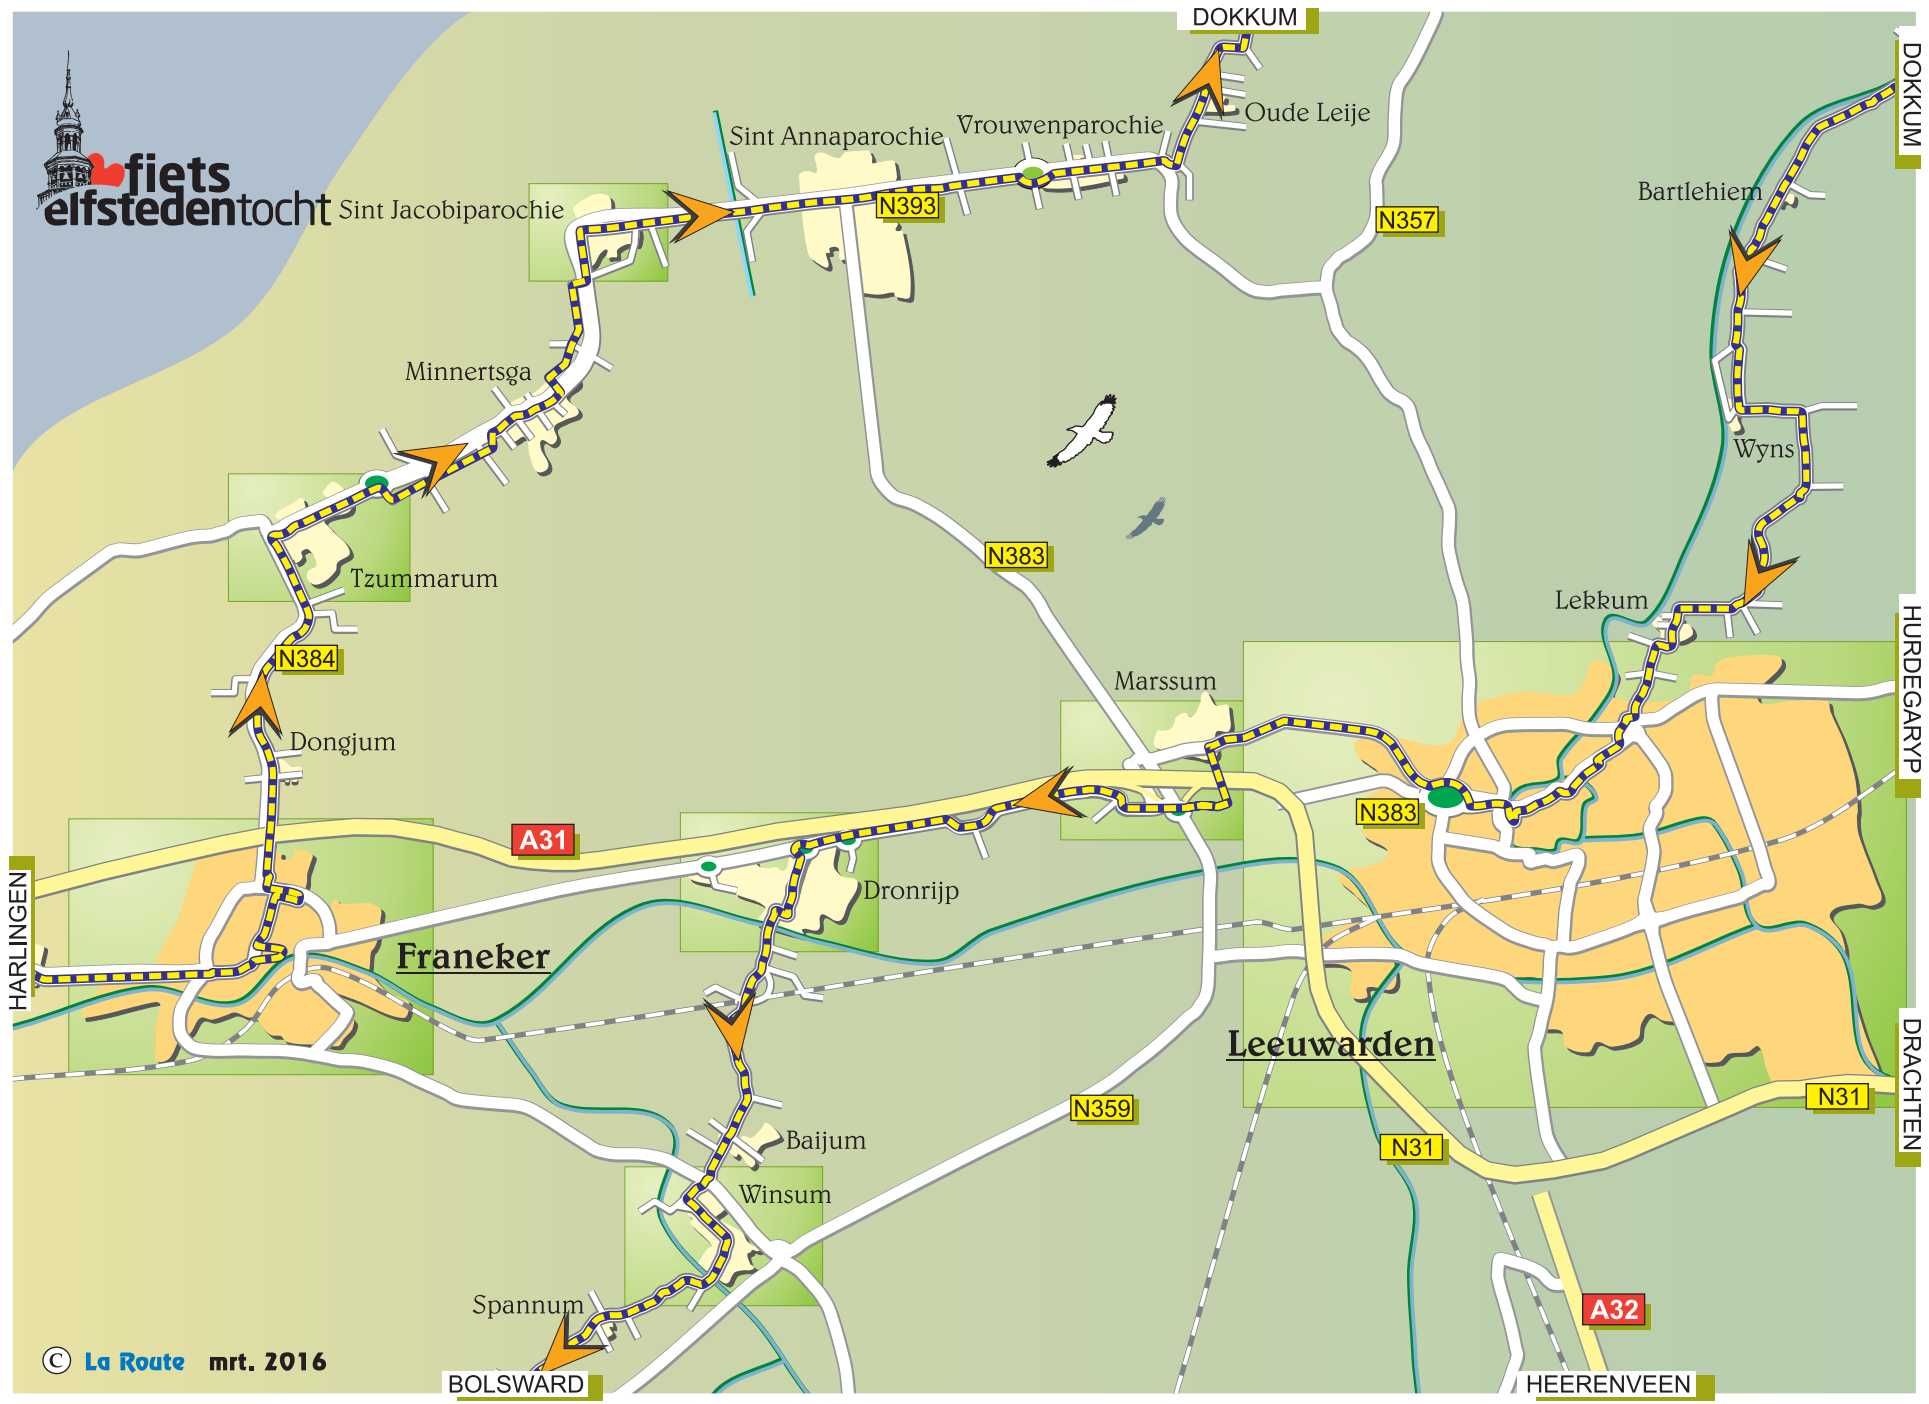 DOKKUM
DOKKUM
fiets
elfstedentocht
Sint Annaparochie
Vrouwenparochie
Oude Leije
Bartlehiem
Sint Jacobiparochie
N393
N357
Minnertsga
Wyns
N383
Tzummarum
Lekkum
HURDEGARYP
N384
Marssum
Dongjum
N383
A31
HARLINGEN
Dronrijp
Franeker
Leeuwarden
DRACHTEN
N359
N31
N31
Baijum
Winsum
Spannum
A32
© La Route mrt. 2016
BOLSWARD
HEERENVEEN